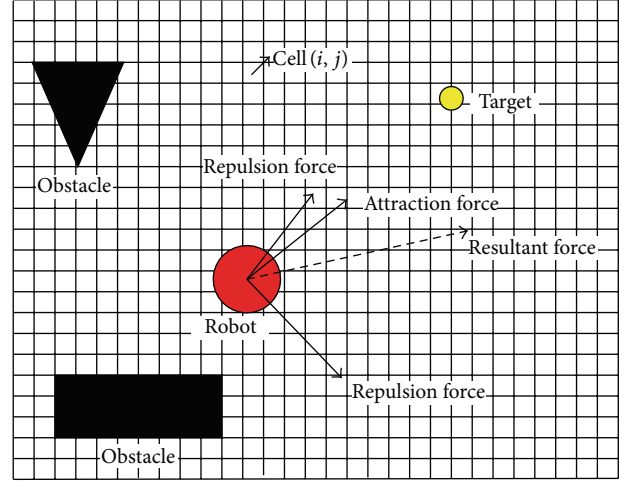 Cell (i, j)
Target
Repulsion force
Obstacle
Attraction force
Resultant force
Robot
Repulsion force
Obstacle